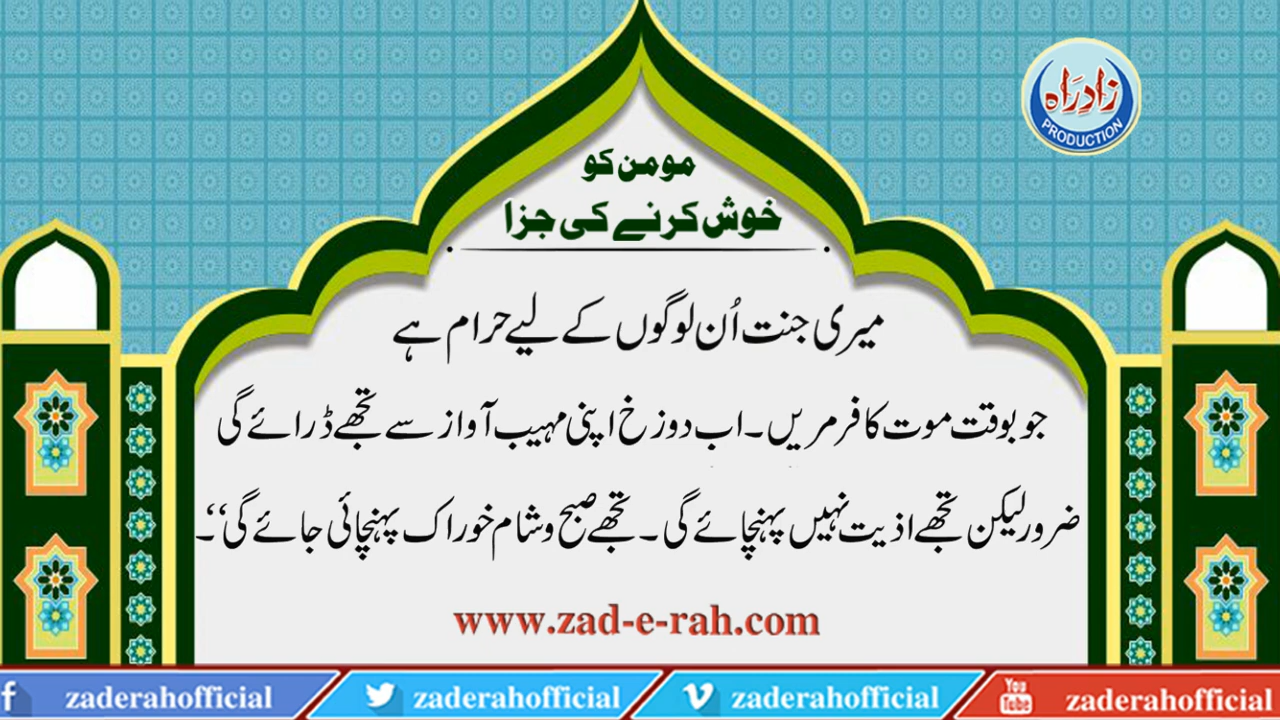 زادِراہ
PRODUCTION
مومن کو
خوش کرنے کی جزا
میری جنت اُن لوگوں کے لیے حرام ہے
جو بوقت موت کافر مریں۔ اب دوزخ اپنی مہیب آواز سے تجھے ڈرائے گی
ضرور لیکن تجھے اذیت نہیں پہنچائے گی۔ تجھے صبح و شام خوراک پہنچائی جائے گی‘‘۔
www.zad-e-rah.com
zaderahofficial zaderahofficial zaderahofficial You Tube zaderahofficial